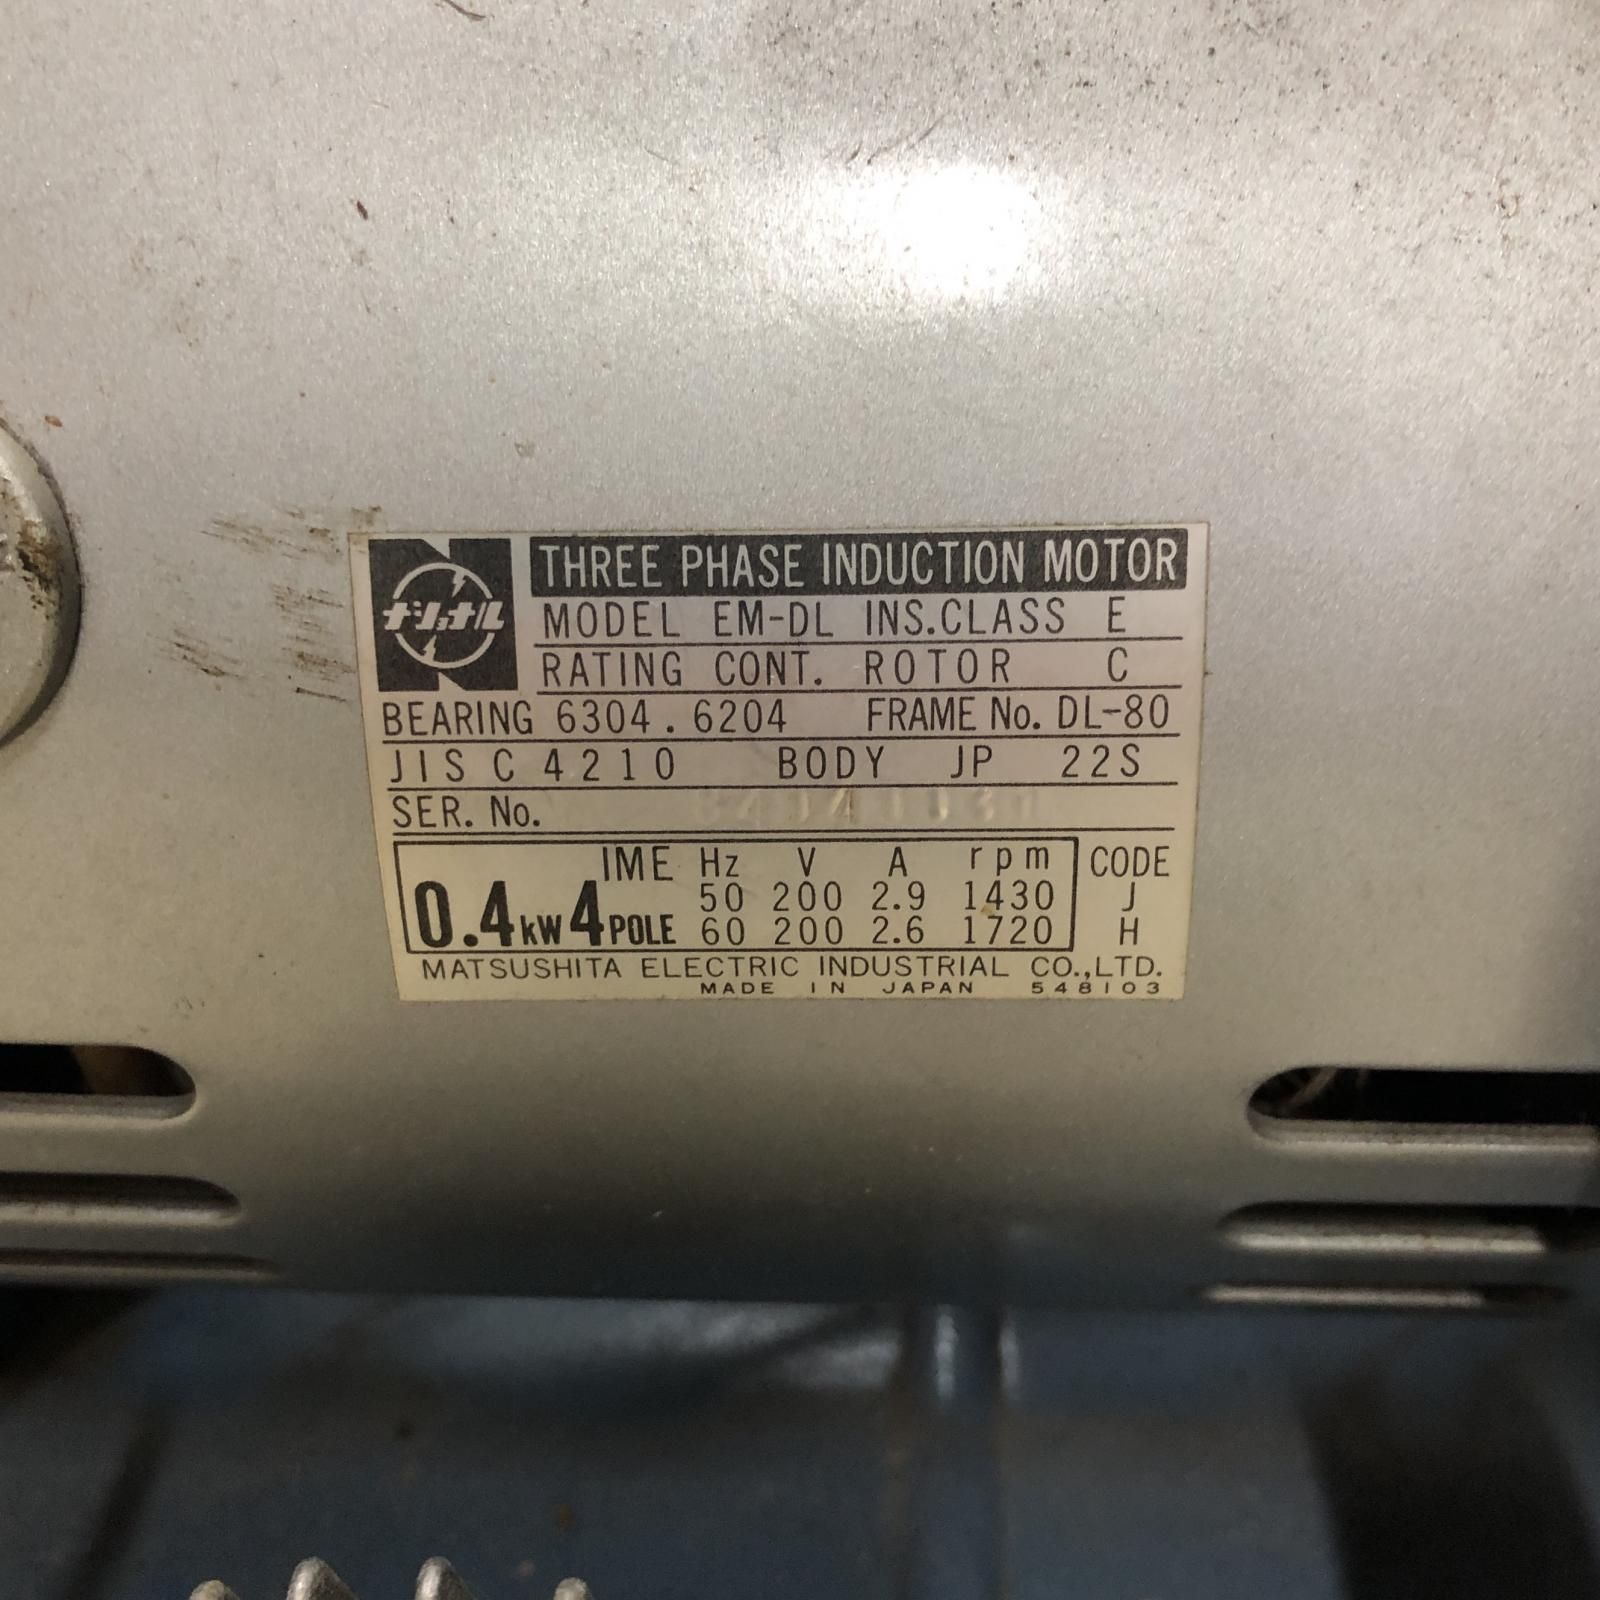 ナショナル
THREE PHASE INDUCTION MOTOR
MODEL EM-DL INS.CLASS E
RATING CONT. ROTOR C
BEARING 6304.6204 FRAME No. DL-80
JIS C 4210 BODY JP 22S
SER. No.
IME Hz V A rpm CODE
50 200 2.9 1430 J
0.4kW 4POLE 60 200 2.6 1720 H
MATSUSHITA ELECTRIC INDUSTRIAL CO.,LTD.
MADE IN JAPAN 548103